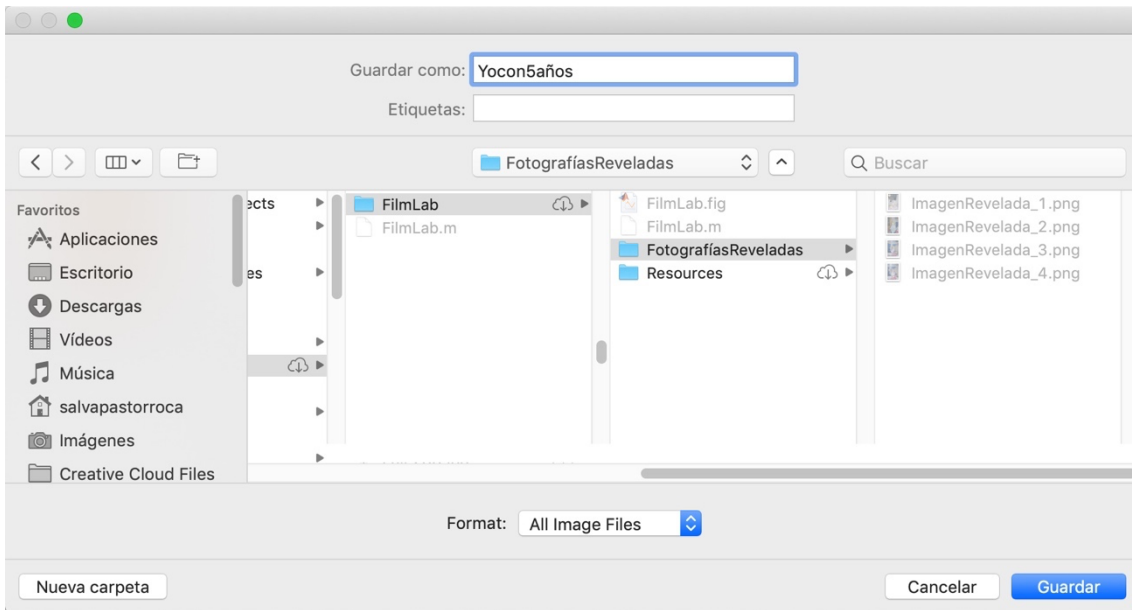 Guardar como: Yocon5años
Etiquetas:
FotografíasReveladas
Buscar
Favoritos
Aplicaciones
Escritorio
Descargas
Vídeos
Música
salvapastorroca
Imágenes
Creative Cloud Files
ects
es
FilmLab
FilmLab.m
FilmLab.fig
FilmLab.m
FotografíasReveladas
Resources
ImagenRevelada_1.png
ImagenRevelada_2.png
ImagenRevelada_3.png
ImagenRevelada_4.png
Format: All Image Files
Nueva carpeta
Cancelar
Guardar